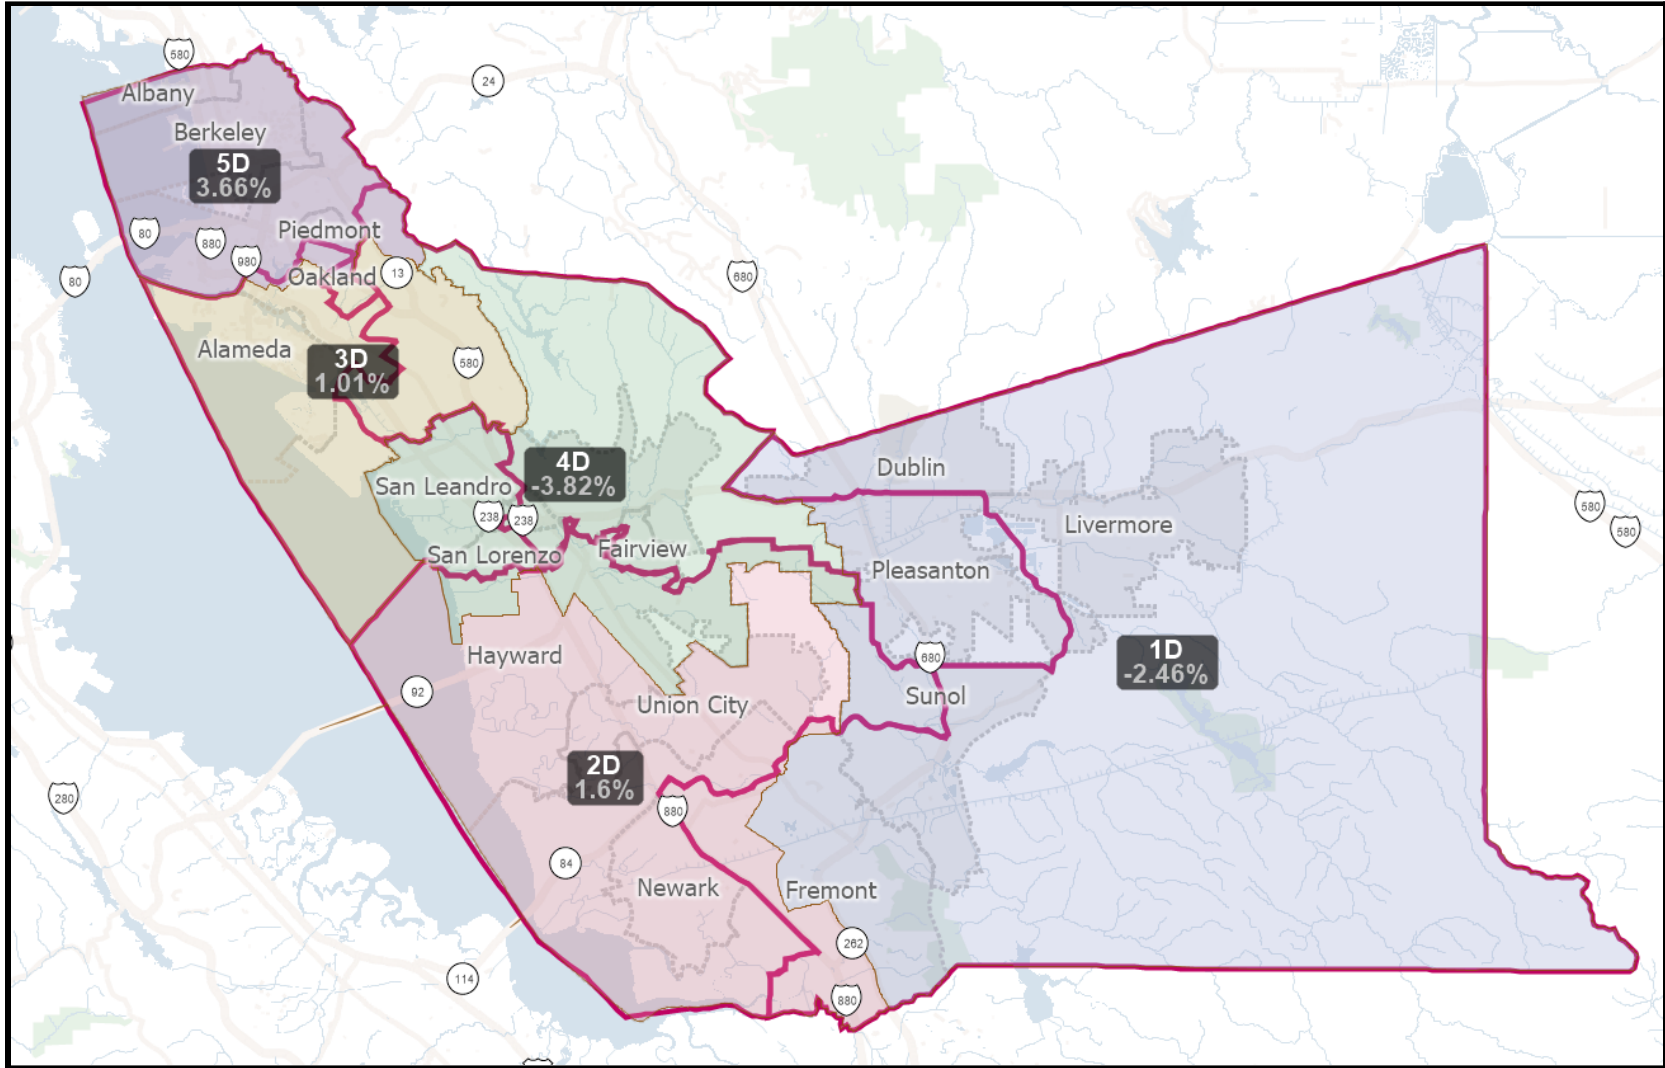 580
24
Albany
Berkeley
5D
3.66%
80
880
980
Piedmont
Oakland
13
80
680
Alameda
3D
1.01%
580
4D
-3.82%
San Leandro
238
238
San Lorenzo
Fairview
Dublin
Livermore
Pleasanton
580
580
Hayward
680
1D
-2.46%
92
Union City
Sunol
2D
1.6%
280
880
84
Newark
Fremont
262
114
880